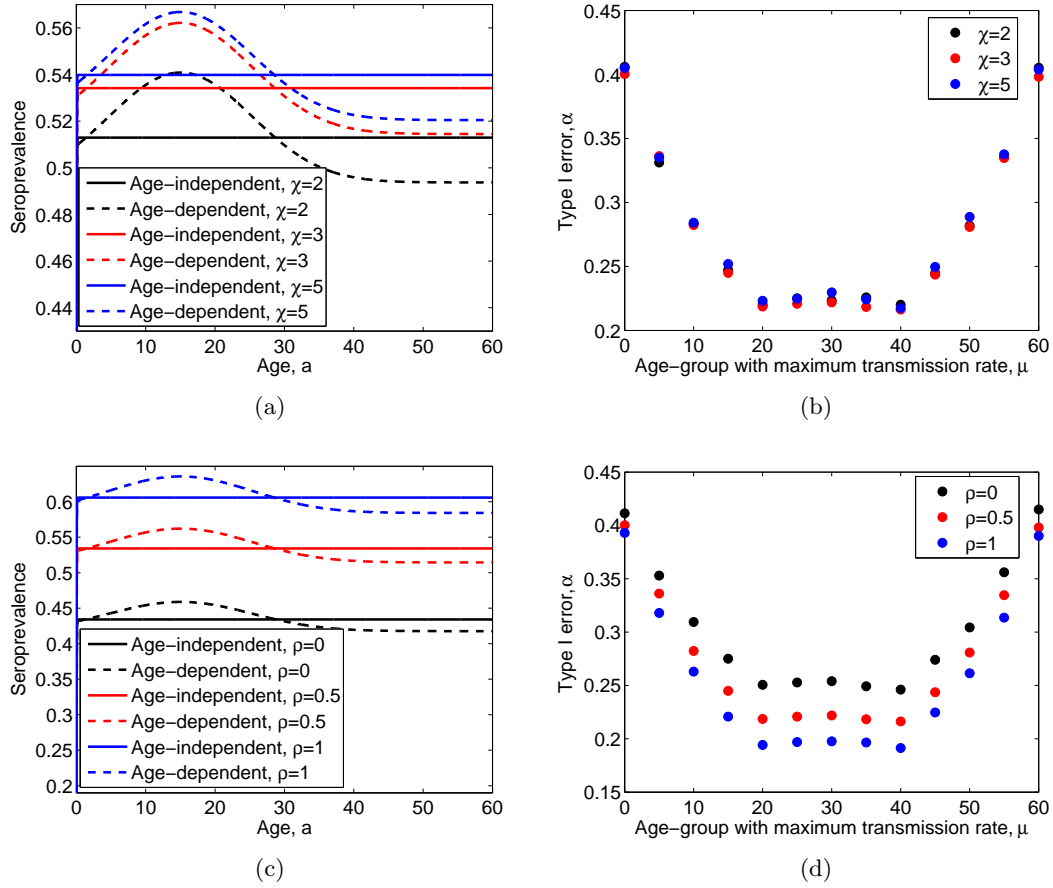 0.56
0.54
0.52
0.5
0.48
0.46
0.44
Seroprevalence
Age−independent, χ=2
Age−dependent, χ=2
Age−independent, χ=3
Age−dependent, χ=3
Age−independent, χ=5
Age−dependent, χ=5
0 10 20 30 40 50 60
Age, a
(a)
0.45
0.4
0.35
0.3
0.25
0.2
Type I error, α
χ=2
χ=3
χ=5
0 10 20 30 40 50 60
Age−group with maximum transmission rate, μ
(b)
0.6
0.55
0.5
0.45
0.4
0.35
0.3
0.25
0.2
Seroprevalence
Age−independent, ρ=0
Age−dependent, ρ=0
Age−independent, ρ=0.5
Age−dependent, ρ=0.5
Age−independent, ρ=1
Age−dependent, ρ=1
0 10 20 30 40 50 60
Age, a
(c)
0.45
0.4
0.35
0.3
0.25
0.2
0.15
Type I error, α
ρ=0
ρ=0.5
ρ=1
0 10 20 30 40 50 60
Age−group with maximum transmission rate, μ
(d)